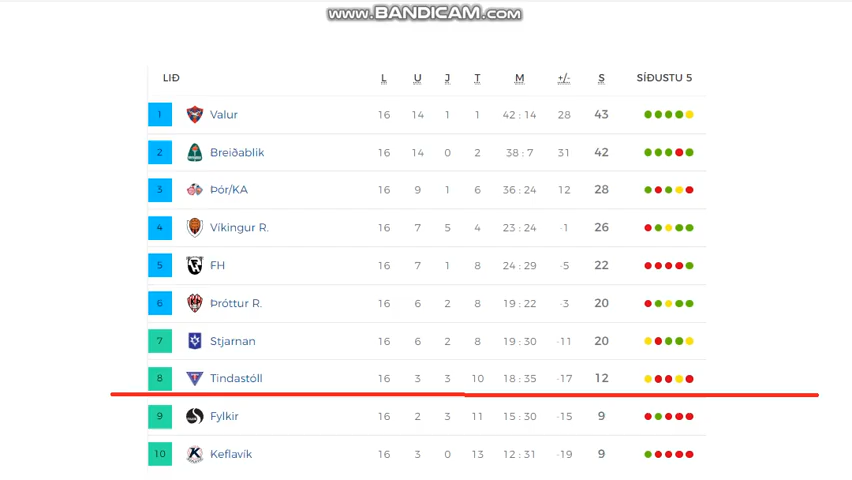 www.BANDICAM.com
LIÐ L U J T M +/- S SÍÐUSTU 5
1 Valur 16 14 1 1 42 : 14 28 43
2 Breiðablik 16 14 0 2 38 : 7 31 42
3 Þór/KA 16 9 1 6 36 : 24 12 28
4 Víkingur R. 16 7 5 4 23 : 24 -1 26
5 FH 16 7 1 8 24 : 29 -5 22
6 Þróttur R. 16 6 2 8 19 : 22 -3 20
7 Stjarnan 16 6 2 8 19 : 30 -11 20
8 Tindastóll 16 3 3 10 18 : 35 -17 12
9 Fylkir 16 2 3 11 15 : 30 -15 9
10 Keflavík 16 3 0 13 12 : 31 -19 9